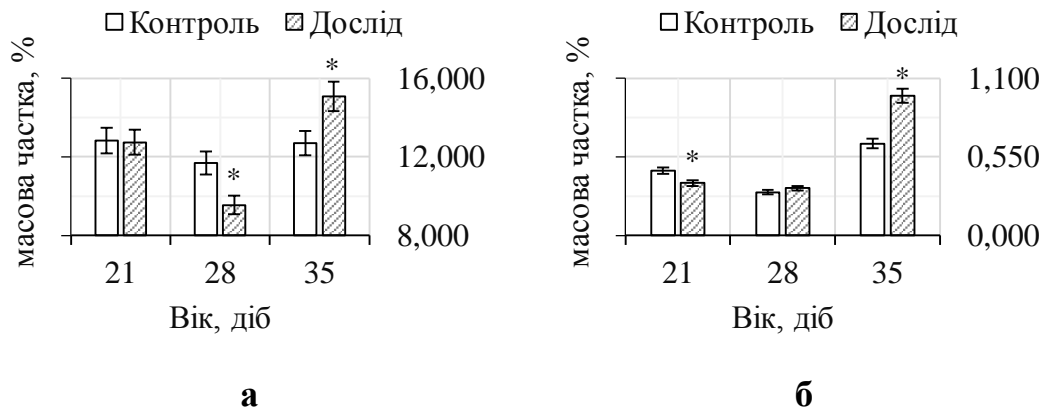 Контроль Дослід
масова частка, %
16,000
12,000
8,000
*
*
21 28 35
Вік, діб
а
Контроль Дослід
масова частка, %
1,100
0,550
0,000
*
*
21 28 35
Вік, діб
б